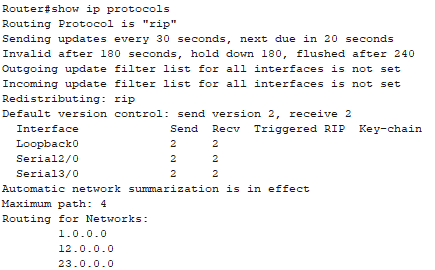 Router#show ip protocols
Routing Protocol is "rip"
Sending updates every 30 seconds, next due in 20 seconds
Invalid after 180 seconds, hold down 180, flushed after 240
Outgoing update filter list for all interfaces is not set
Incoming update filter list for all interfaces is not set
Redistributing: rip
Default version control: send version 2, receive 2
  Interface             Send  Recv  Triggered RIP  Key-chain
  Loopback0             2     2
  Serial2/0             2     2
  Serial3/0             2     2
Automatic network summarization is in effect
Maximum path: 4
Routing for Networks:
        1.0.0.0
        12.0.0.0
        23.0.0.0